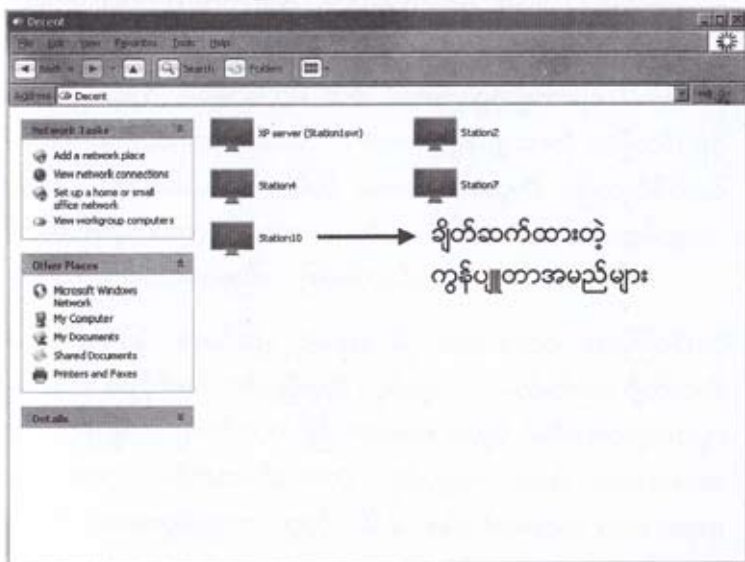 Decent
File Edit View Favorites Tools Help
Back Search Folders
Address Decent
Network Tasks
Add a network place
View network connections
Set up a home or small
office network
View workgroup computers
Other Places
Microsoft Windows
Network
My Computer
My Documents
Shared Documents
Printers and Faxes
Details
XP server (Station1svr)
Station2
Station4
Station7
Station10
ချိတ်ဆက်ထားတဲ့
ကွန်ပျူတာအမည်များ